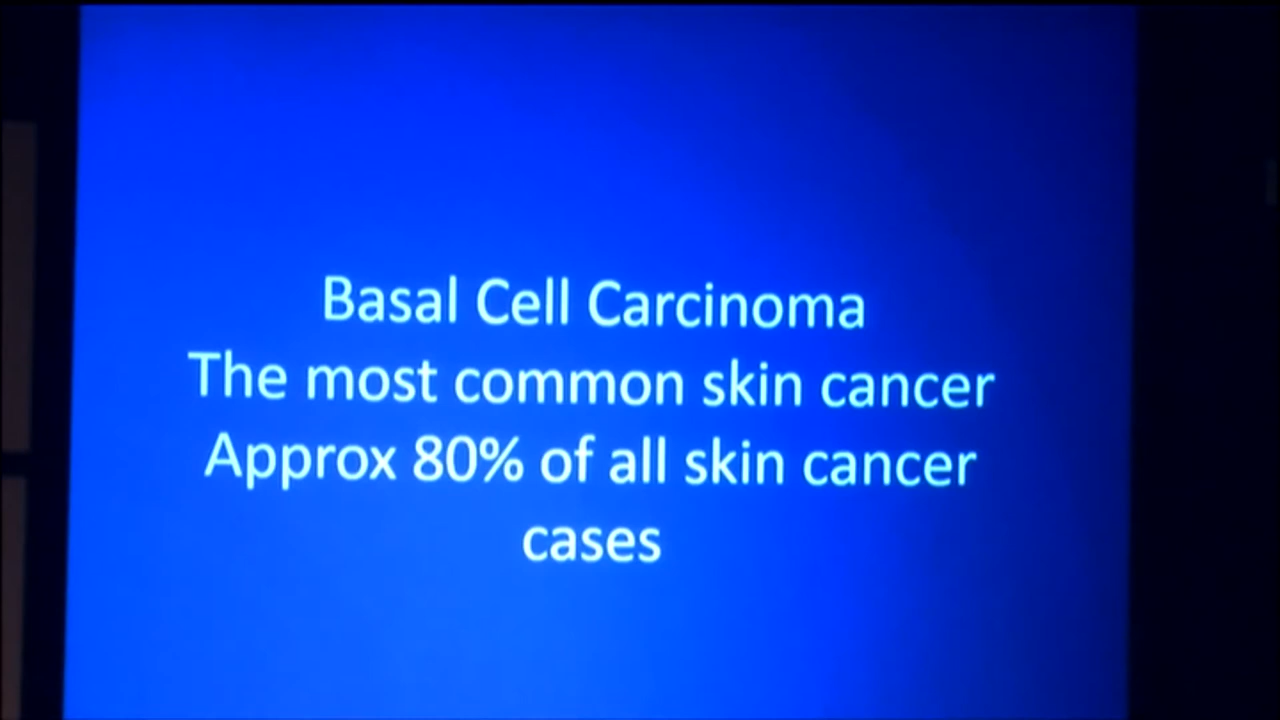 Basal Cell Carcinoma
The most common skin cancer
Approx 80% of all skin cancer
cases